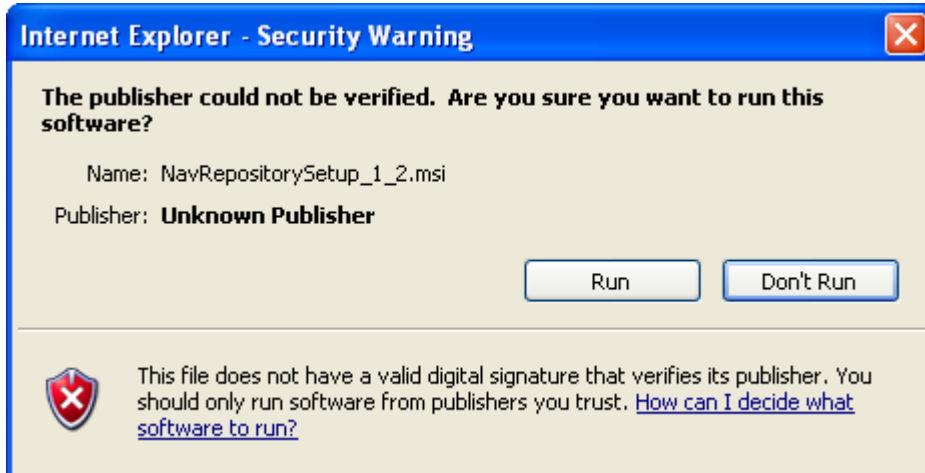 Internet Explorer - Security Warning
The publisher could not be verified.  Are you sure you want to run this
software?
Name: NavRepositorySetup_1_2.msi
Publisher: Unknown Publisher
Run Don't Run
This file does not have a valid digital signature that verifies its publisher. You
should only run software from publishers you trust. How can I decide what
software to run?